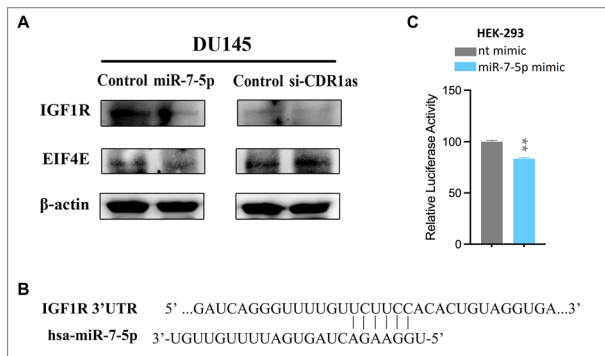 A
DU145
Control miR-7-5p Control si-CDR1as
IGF1R
EIF4E
β-actin
C
HEK-293
nt mimic
miR-7-5p mimic
Relative Luciferase Activity
150
100
50
0
**
B
IGF1R 3'UTR 5' ...GAUCAGGGUUUUGUUCUUCCACACUGUAGGUGA...3'
hsa-miR-7-5p 3'-UGUUGUUUUAGUGAUCAGAAGGU-5'